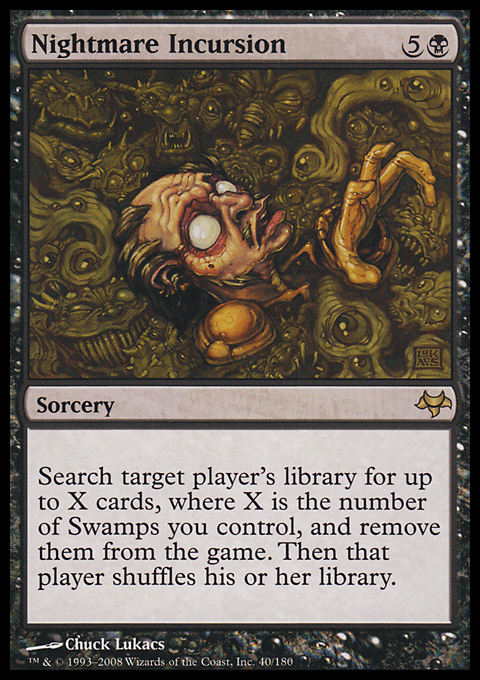 Nightmare Incursion 5
LUK
ACS
Sorcery
Search target player's library for up
to X cards, where X is the number
of Swamps you control, and remove
them from the game. Then that
player shuffles his or her library.
Chuck Lukacs
™ & © 1993–2008 Wizards of the Coast, Inc. 40/180